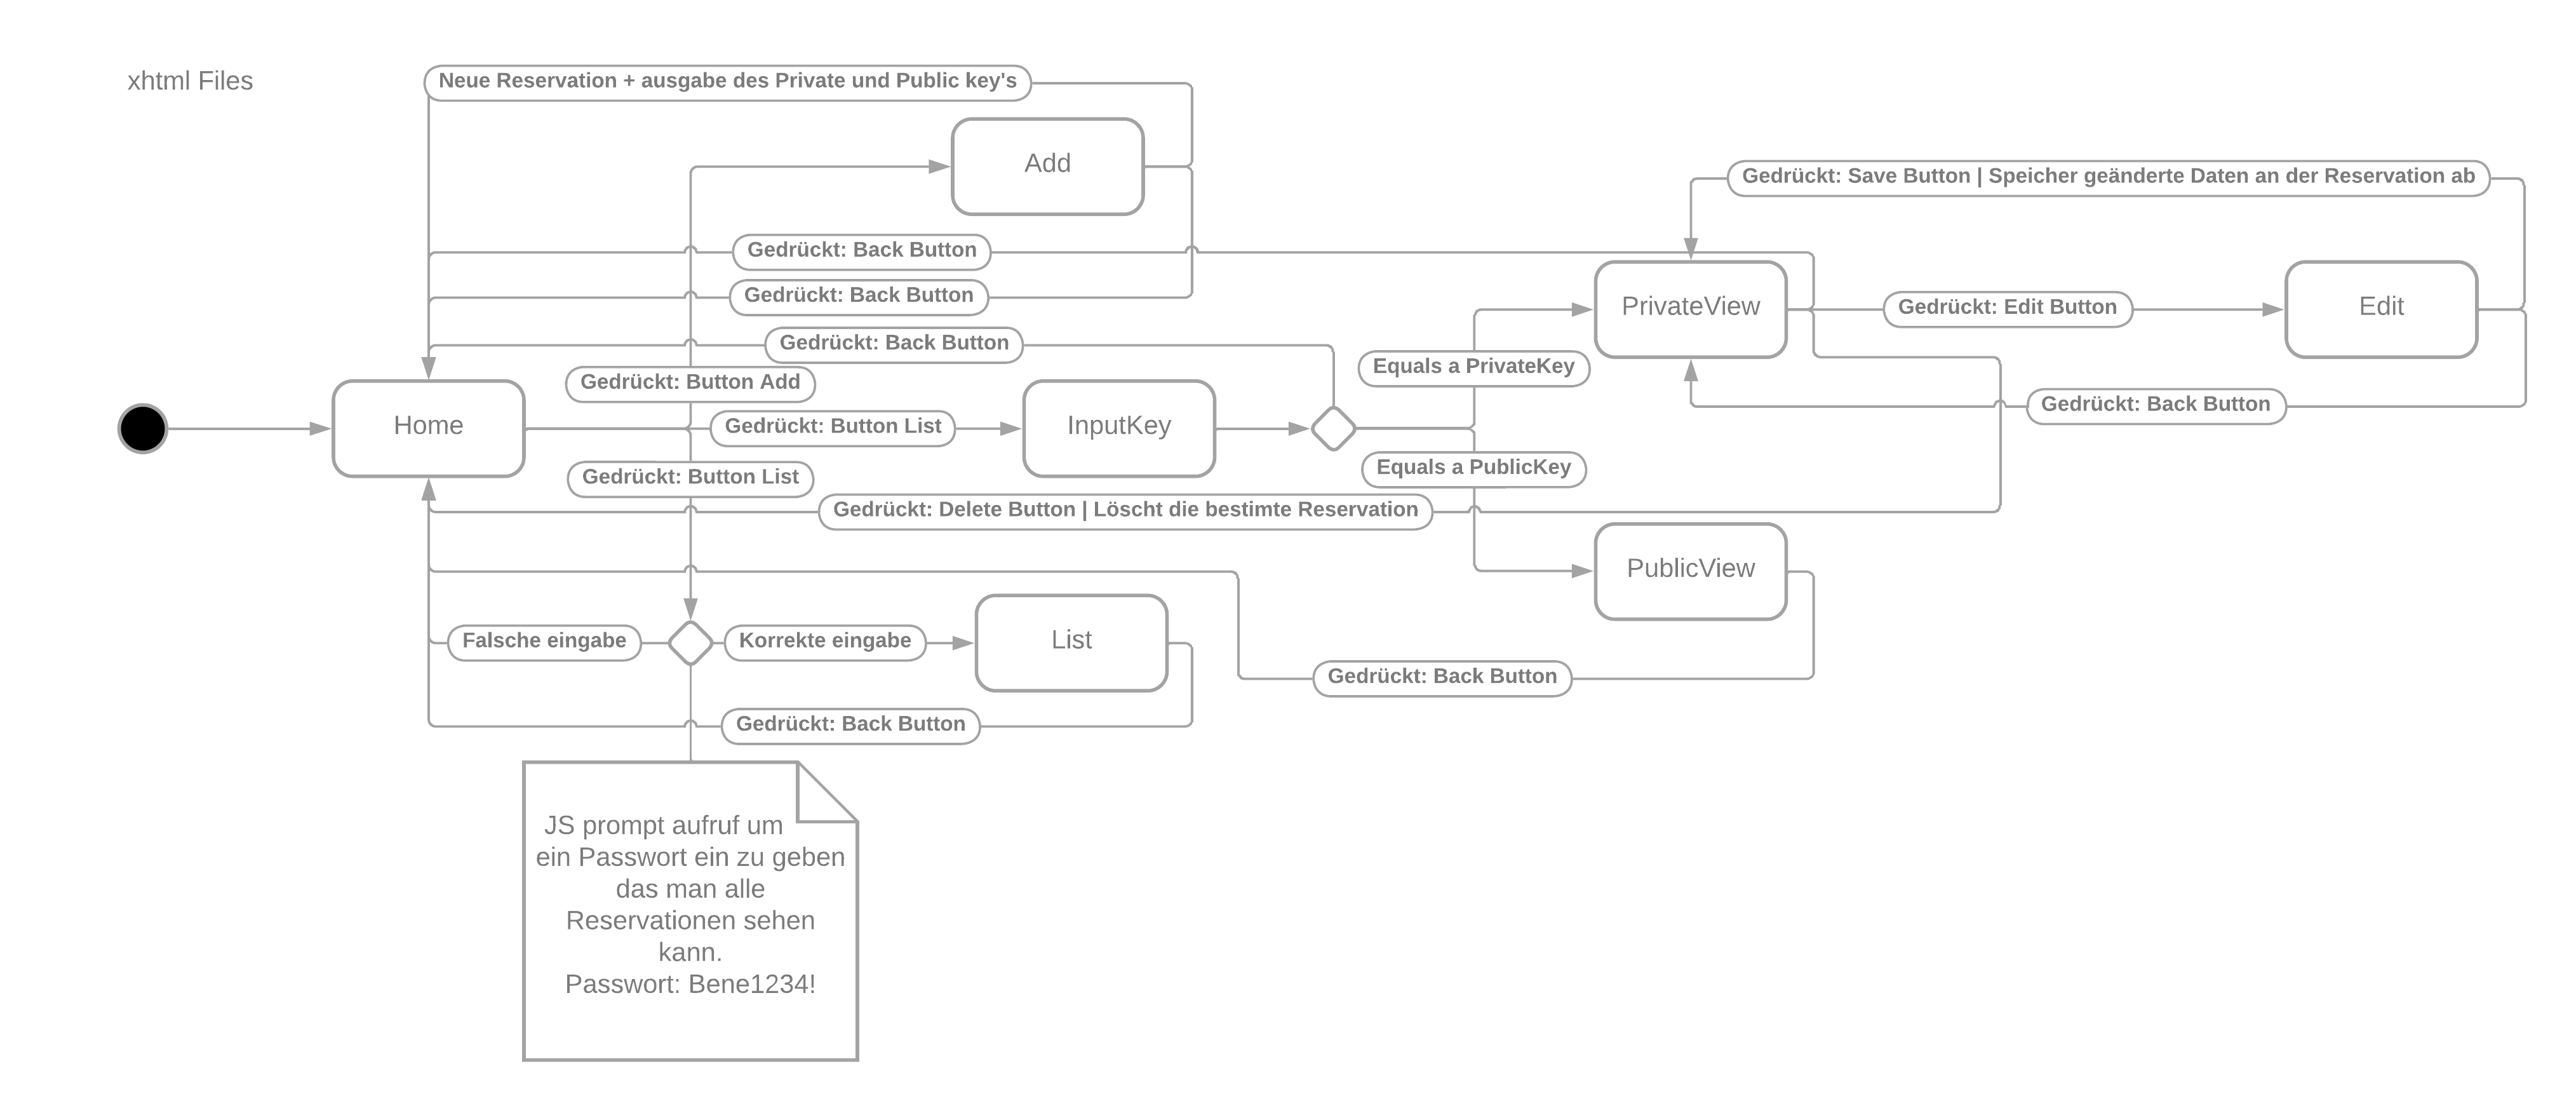 xhtml Files
Neue Reservation + ausgabe des Private und Public key's
Add
Gedrückt: Save Button | Speicher geänderte Daten an der Reservation ab
Gedrückt: Back Button
Gedrückt: Back Button
PrivateView
Gedrückt: Edit Button
Edit
Gedrückt: Back Button
Equals a PrivateKey
Gedrückt: Button Add
Gedrückt: Back Button
Home
Gedrückt: Button List
InputKey
Equals a PublicKey
Gedrückt: Button List
Gedrückt: Delete Button | Löscht die bestimte Reservation
PublicView
Falsche eingabe
Korrekte eingabe
List
Gedrückt: Back Button
Gedrückt: Back Button
JS prompt aufruf um
ein Passwort ein zu geben
das man alle
Reservationen sehen
kann.
Passwort: Bene1234!